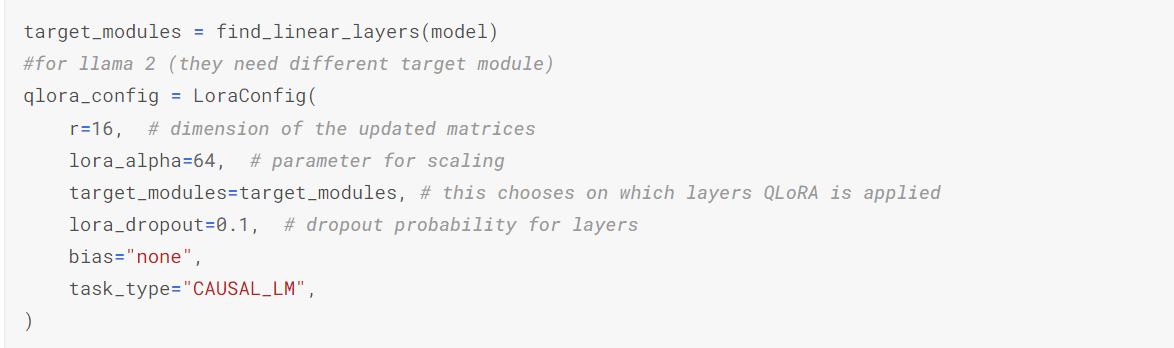 target_modules = find_linear_layers(model)
#for llama 2 (they need different target module)
qlora_config = LoraConfig(
    r=16,  # dimension of the updated matrices
    lora_alpha=64,  # parameter for scaling
    target_modules=target_modules, # this chooses on which layers QLoRA is applied
    lora_dropout=0.1,  # dropout probability for layers
    bias="none",
    task_type="CAUSAL_LM",
)